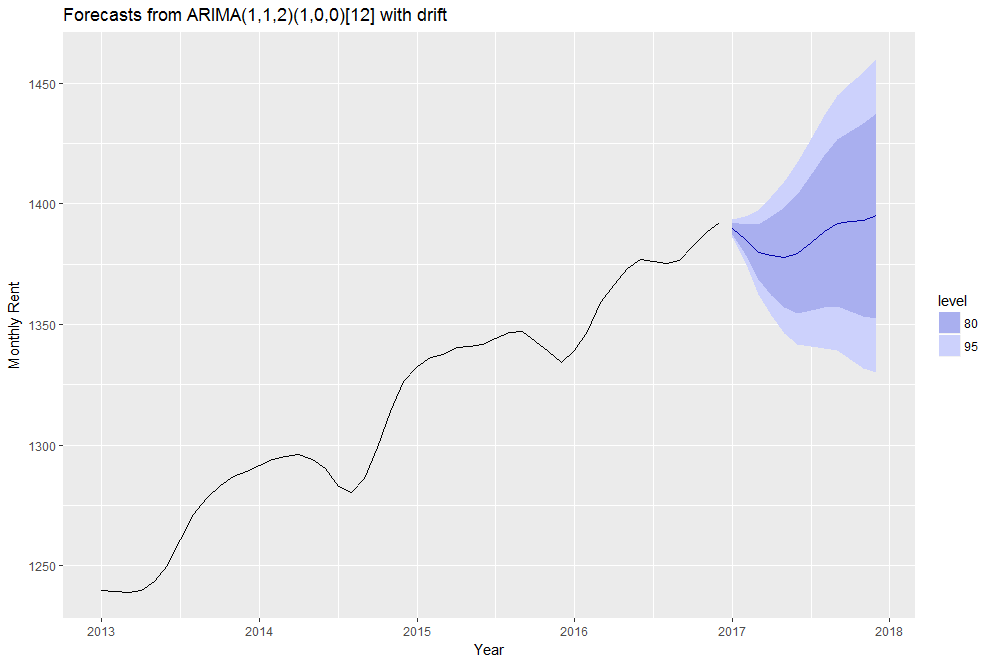 Forecasts from ARIMA(1,1,2)(1,0,0)[12] with drift
Monthly Rent
1450
1400
1350
1300
1250
2013 2014 2015 2016 2017 2018
Year
level
80
95